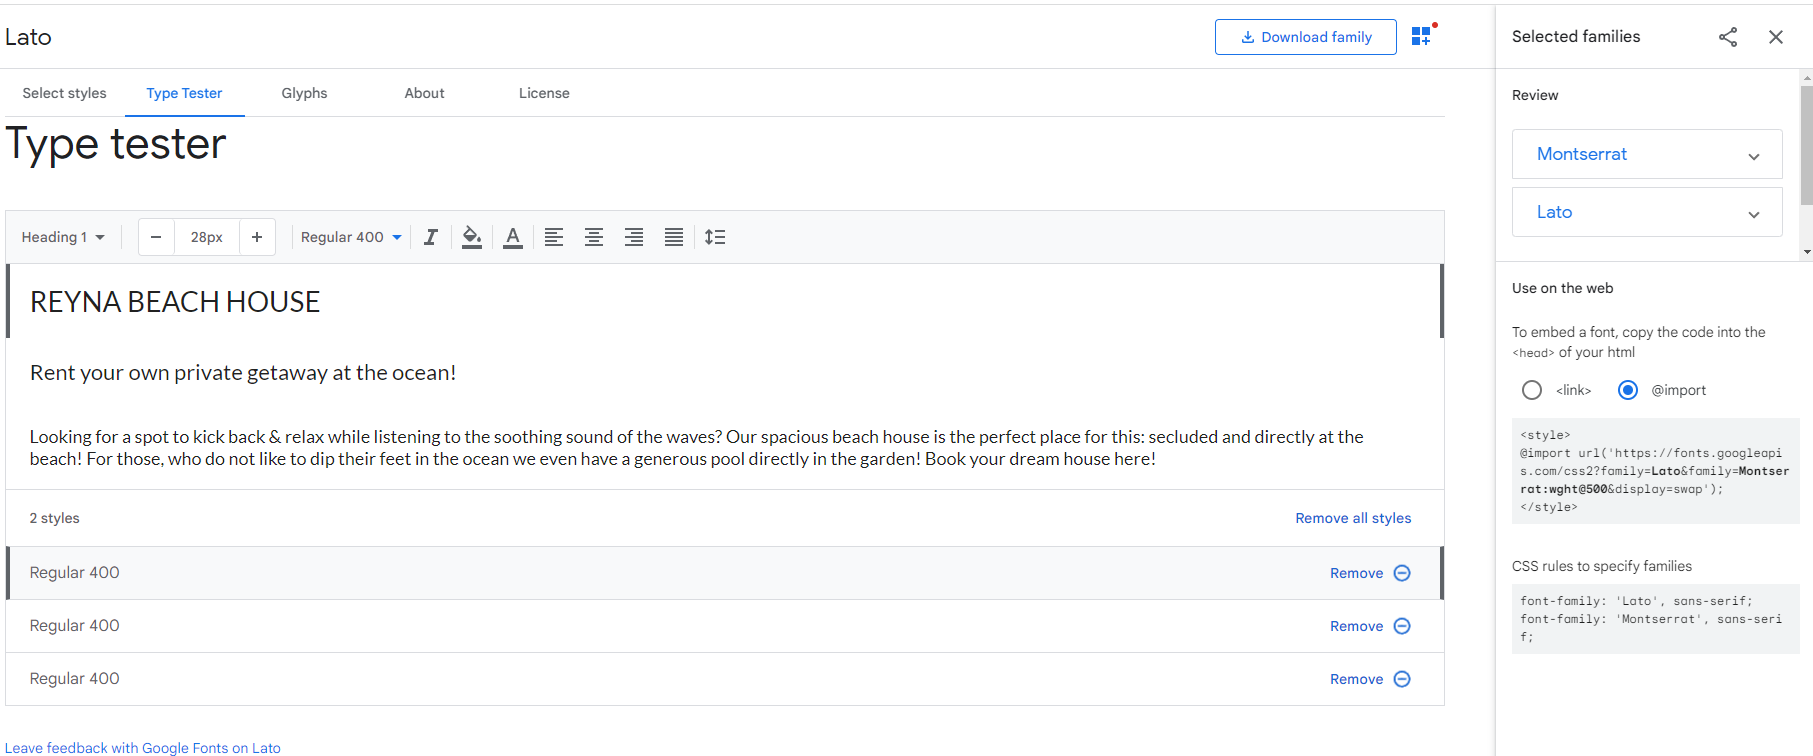 Lato
Download family
Select styles
Type Tester
Glyphs
About
License
Type tester
Heading 1
28px
Regular 400
REYNA BEACH HOUSE
Rent your own private getaway at the ocean!
Looking for a spot to kick back & relax while listening to the soothing sound of the waves? Our spacious beach house is the perfect place for this: secluded and directly at the
beach! For those, who do not like to dip their feet in the ocean we even have a generous pool directly in the garden! Book your dream house here!
2 styles
Remove all styles
Regular 400
Remove
Regular 400
Remove
Regular 400
Remove
Leave feedback with Google Fonts on Lato
Selected families
Review
Montserrat
Lato
Use on the web
To embed a font, copy the code into the
<head> of your html
<link>
@import
<style>
@import url('https://fonts.googleapi
s.com/css2?family=Lato&family=Montser
rat:wght@500&display=swap');
</style>
CSS rules to specify families
font-family: 'Lato', sans-serif;
font-family: 'Montserrat', sans-seri
f;